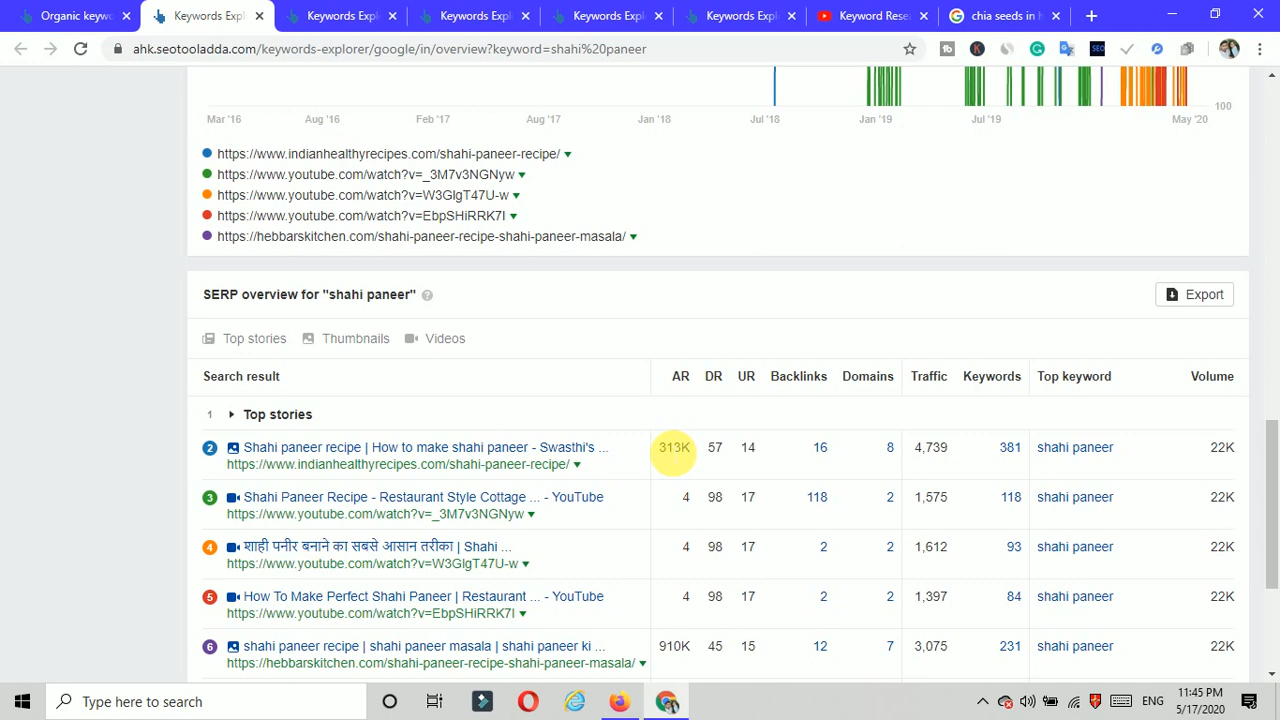 Organic keyw
Keywords Expl
Keywords Expl
Keywords Expl
Keywords Expl
Keywords Expl
Keyword Resea
chia seeds in h
ahk.seotooladda.com/keywords-explorer/google/in/overview?keyword=shahi%20paneer
100
Mar '16 Aug '16 Feb '17 Aug '17 Jan '18 Jul '18 Jan '19 Jul '19 May '20
https://www.indianhealthyrecipes.com/shahi-paneer-recipe/
https://www.youtube.com/watch?v=_3M7v3NGNyw
https://www.youtube.com/watch?v=W3GlgT47U-w
https://www.youtube.com/watch?v=EbpSHiRRK7I
https://hebbarskitchen.com/shahi-paneer-recipe-shahi-paneer-masala/
SERP overview for "shahi paneer" ? Export
Top stories Thumbnails Videos
Search result AR DR UR Backlinks Domains Traffic Keywords Top keyword Volume
1 Top stories
2 Shahi paneer recipe | How to make shahi paneer - Swasthi's ... 313K 57 14 16 8 4,739 381 shahi paneer 22K
https://www.indianhealthyrecipes.com/shahi-paneer-recipe/
3 Shahi Paneer Recipe - Restaurant Style Cottage ... - YouTube 4 98 17 118 2 1,575 118 shahi paneer 22K
https://www.youtube.com/watch?v=_3M7v3NGNyw
4 शाही पनीर बनाने का सबसे आसान तरीका | Shahi ... 4 98 17 2 2 1,612 93 shahi paneer 22K
https://www.youtube.com/watch?v=W3GlgT47U-w
5 How To Make Perfect Shahi Paneer | Restaurant ... - YouTube 4 98 17 2 2 1,397 84 shahi paneer 22K
https://www.youtube.com/watch?v=EbpSHiRRK7I
6 shahi paneer recipe | shahi paneer masala | shahi paneer ki ... 910K 45 15 12 7 3,075 231 shahi paneer 22K
https://hebbarskitchen.com/shahi-paneer-recipe-shahi-paneer-masala/
Type here to search ENG 11:45 PM
5/17/2020